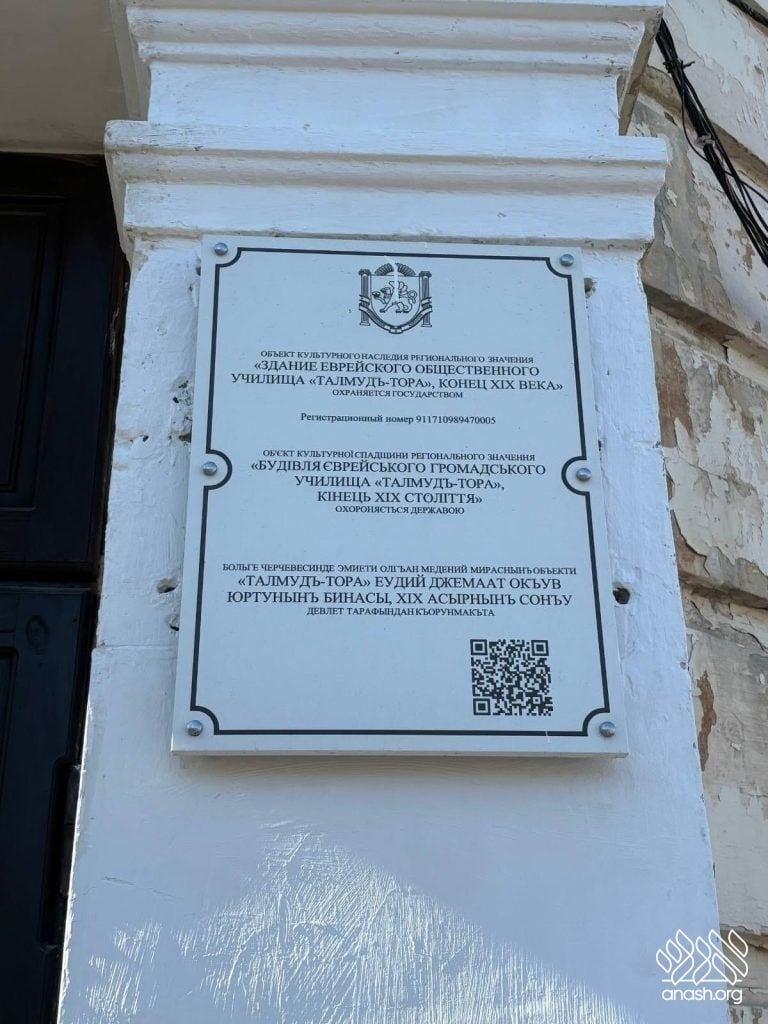 ОБЪЕКТ КУЛЬТУРНОГО НАСЛЕДИЯ РЕГИОНАЛЬНОГО ЗНАЧЕНИЯ
«ЗДАНИЕ ЕВРЕЙСКОГО ОБЩЕСТВЕННОГО
УЧИЛИЩА «ТАЛМУДЪ-ТОРА», КОНЕЦ XIX ВЕКА»
ОХРАНЯЕТСЯ ГОСУДАРСТВОМ
Регистрационный номер 911710989470005
ОБ'ЄКТ КУЛЬТУРНОЇ СПАДЩИНИ РЕГІОНАЛЬНОГО ЗНАЧЕННЯ
«БУДІВЛЯ ЄВРЕЙСЬКОГО ГРОМАДСЬКОГО
УЧИЛИЩА «ТАЛМУДЪ-ТОРА»,
КІНЕЦЬ XIX СТОЛІТТЯ»
ОХОРОНЯЄТЬСЯ ДЕРЖАВОЮ
БОЛЬГЕ ЧЕРЧЕВЕСИНДЕ ЭМИЕТИ ОЛГЪАН МЕДЕНИЙ МИРАСНЫНЪ ОБЪЕКТИ
«ТАЛМУДЪ-ТОРА» ЕУДИЙ ДЖЕМААТ ОКЪУВ
ЮРТУНЫНЪ БИНАСЫ, XIX АСЫРНЫНЪ СОНЪУ
ДЕВЛЕТ ТАРАФЫНДАН КЪОРУНМАКЪТА
anash.org